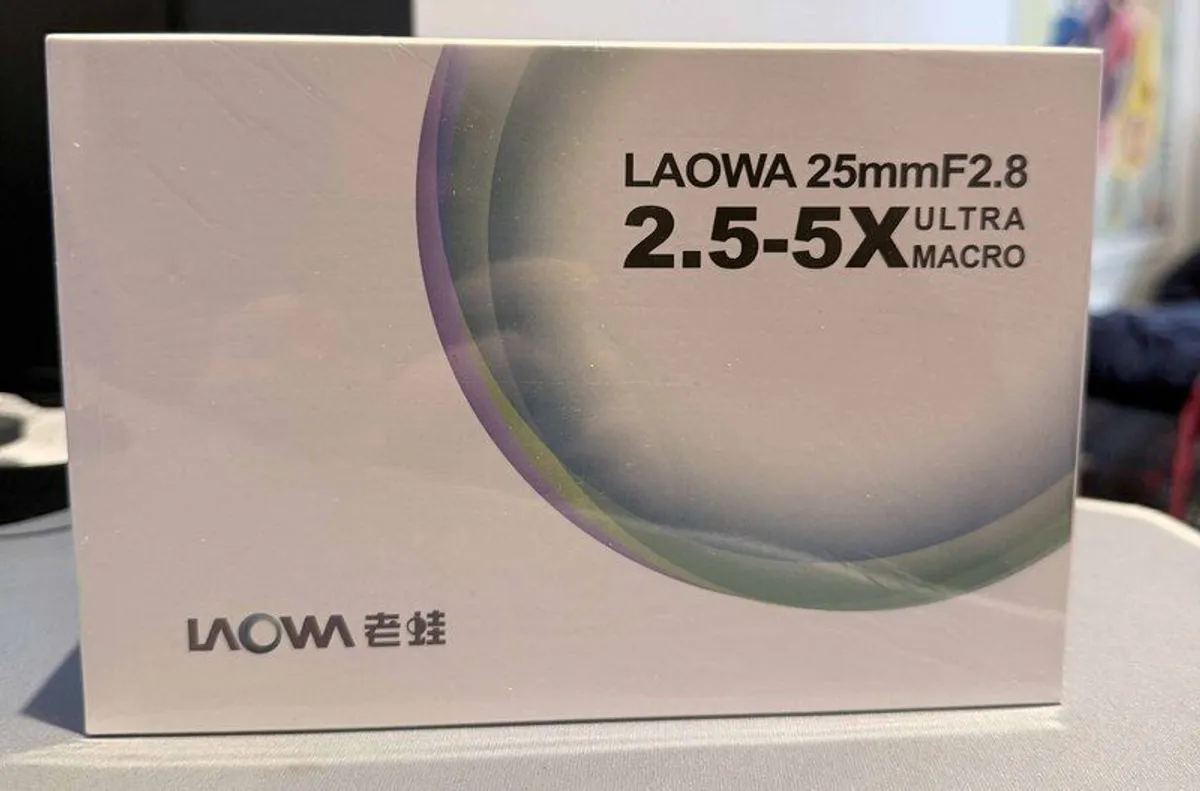 LAOWA 25mmF2.8
2.5-5X ULTRA
MACRO
LAOWA 老蛙